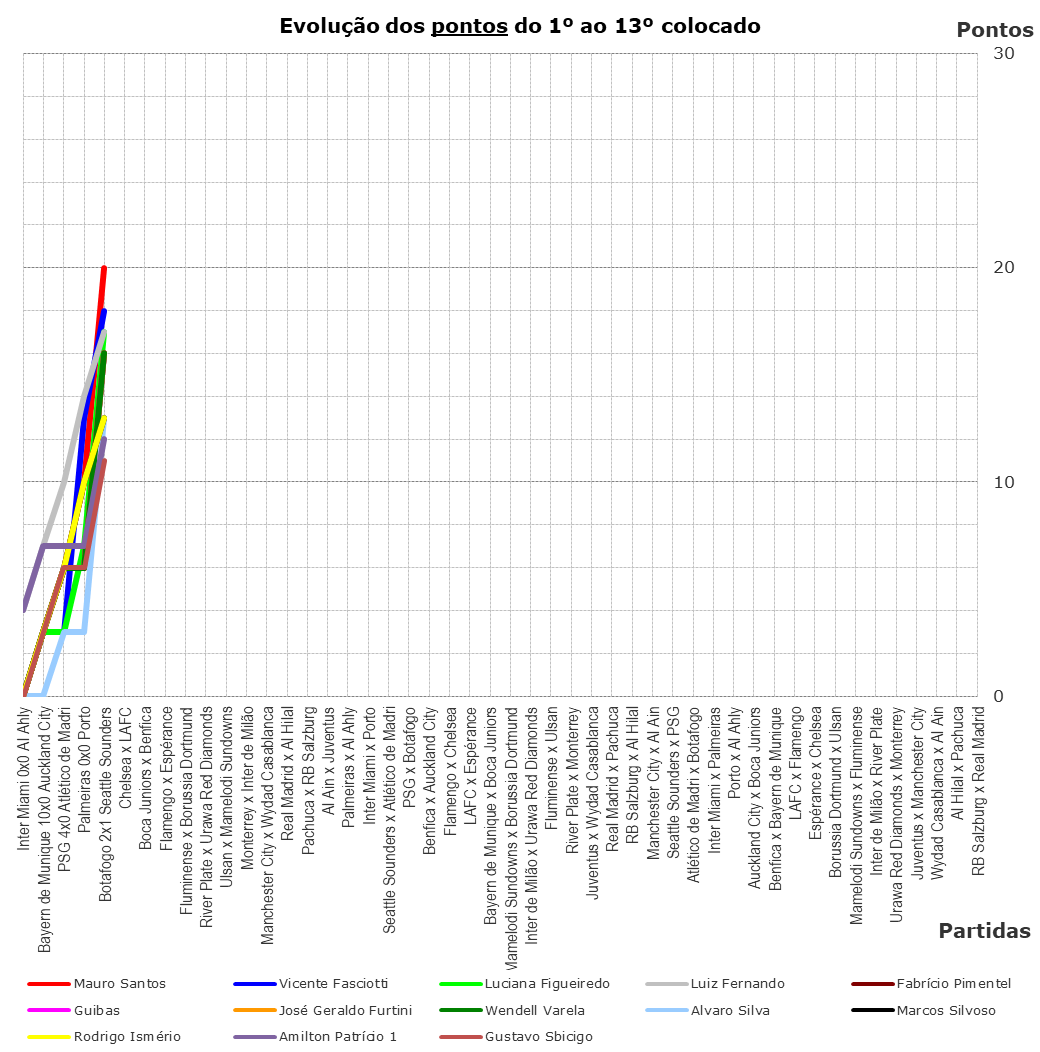 Evolução dos pontos do 1º ao 13º colocado
Pontos
30
20
10
0
Inter Miami 0x0 Al Ahly
Bayern de Munique 10x0 Auckland City
PSG 4x0 Atlético de Madri
Palmeiras 0x0 Porto
Botafogo 2x1 Seattle Sounders
Chelsea x LAFC
Boca Juniors x Benfica
Flamengo x Espérance
Fluminense x Borussia Dortmund
River Plate x Urawa Red Diamonds
Ulsan x Mamelodi Sundowns
Monterrey x Inter de Milão
Manchester City x Wydad Casablanca
Real Madrid x Al Hilal
Pachuca x RB Salzburg
Al Ain x Juventus
Palmeiras x Al Ahly
Inter Miami x Porto
Seattle Sounders x Atlético de Madri
PSG x Botafogo
Benfica x Auckland City
Flamengo x Chelsea
LAFC x Espérance
Bayern de Munique x Boca Juniors
Mamelodi Sundowns x Borussia Dortmund
Inter de Milão x Urawa Red Diamonds
Fluminense x Ulsan
River Plate x Monterrey
Juventus x Wydad Casablanca
Real Madrid x Pachuca
RB Salzburg x Al Hilal
Manchester City x Al Ain
Seattle Sounders x PSG
Atlético de Madri x Botafogo
Inter Miami x Palmeiras
Porto x Al Ahly
Auckland City x Boca Juniors
Benfica x Bayern de Munique
LAFC x Flamengo
Espérance x Chelsea
Borussia Dortmund x Ulsan
Mamelodi Sundowns x Fluminense
Inter de Milão x River Plate
Urawa Red Diamonds x Monterrey
Juventus x Manchester City
Wydad Casablanca x Al Ain
Al Hilal x Pachuca
RB Salzburg x Real Madrid
Partidas
Mauro Santos
Vicente Fasciotti
Luciana Figueiredo
Luiz Fernando
Fabrício Pimentel
Guibas
José Geraldo Furtini
Wendell Varela
Alvaro Silva
Marcos Silvoso
Rodrigo Ismério
Amilton Patrício 1
Gustavo Sbicigo